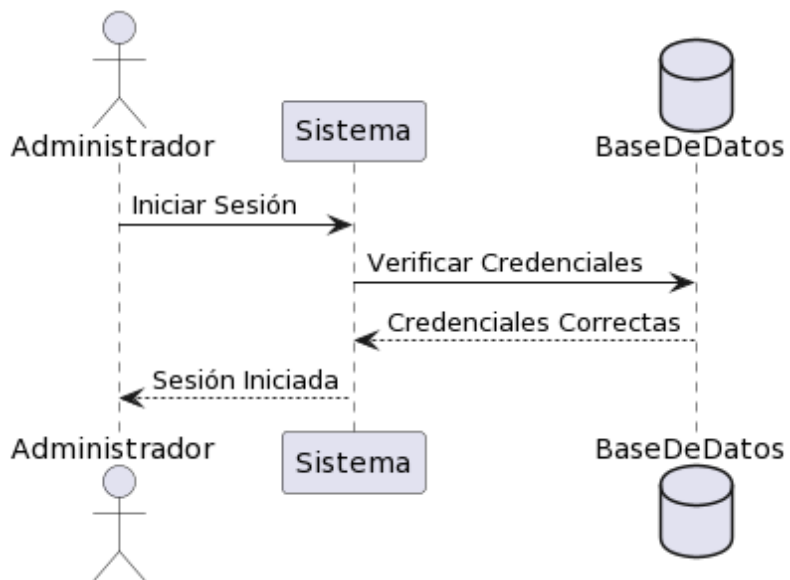 Administrador
Sistema
BaseDeDatos
Iniciar Sesión
Verificar Credenciales
Credenciales Correctas
Sesión Iniciada
Administrador
Sistema
BaseDeDatos